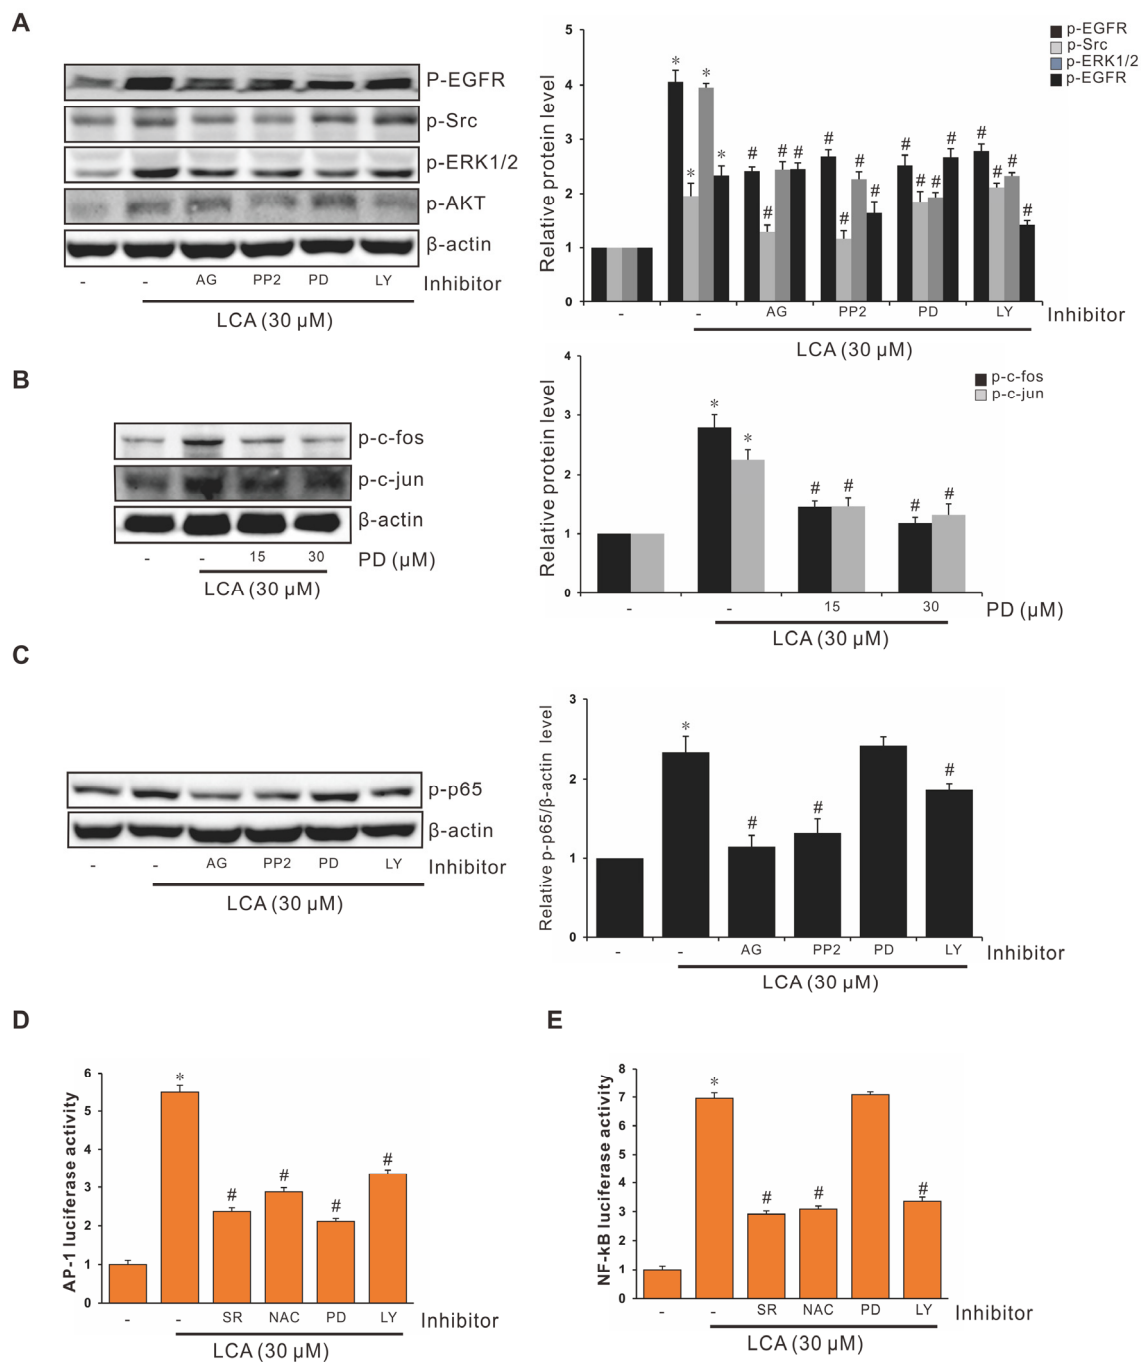 A
P-EGFR
p-Src
p-ERK1/2
p-AKT
β-actin
- - AG PP2 PD LY Inhibitor
LCA (30 μM)
Relative protein level
5
4
3
2
1
0
p-EGFR
p-Src
p-ERK1/2
p-EGFR
* * * *
# # # #
# # # #
# # # #
# # # #
- - AG PP2 PD LY Inhibitor
LCA (30 μM)
B
p-c-fos
p-c-jun
β-actin
- - 15 30 PD (μM)
LCA (30 μM)
Relative protein level
4
3
2
1
0
p-c-fos
p-c-jun
* *
# #
# #
- - 15 30 PD (μM)
LCA (30 μM)
C
p-p65
β-actin
- - AG PP2 PD LY Inhibitor
LCA (30 μM)
Relative p-p65/β-actin level
3
2
1
0
* # # #
- - AG PP2 PD LY Inhibitor
LCA (30 μM)
D
AP-1 luciferase activity
6
5
4
3
2
1
0
* # # # #
- - SR NAC PD LY Inhibitor
LCA (30 μM)
E
NF-kB luciferase activity
8
7
6
5
4
3
2
1
0
* # # #
- - SR NAC PD LY Inhibitor
LCA (30 μM)